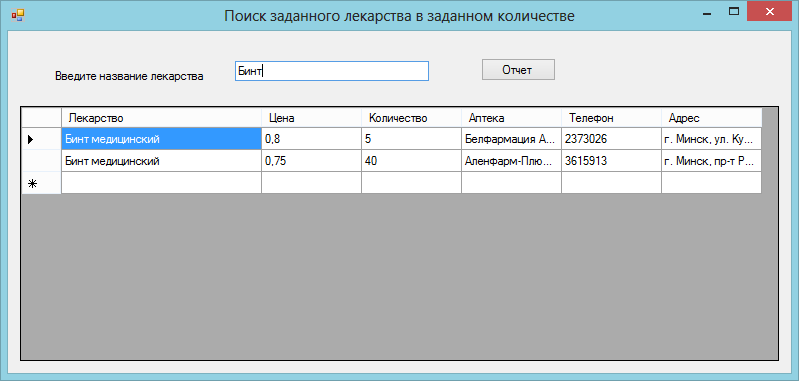 Поиск заданного лекарства в заданном количестве
Введите название лекарства Бинт Отчет
Лекарство Цена Количество Аптека Телефон Адрес
Бинт медицинский 0,8 5 Белфармация А... 2373026 г. Минск, ул. Ку...
Бинт медицинский 0,75 40 Аленфарм-Плю... 3615913 г. Минск, пр-т Р...